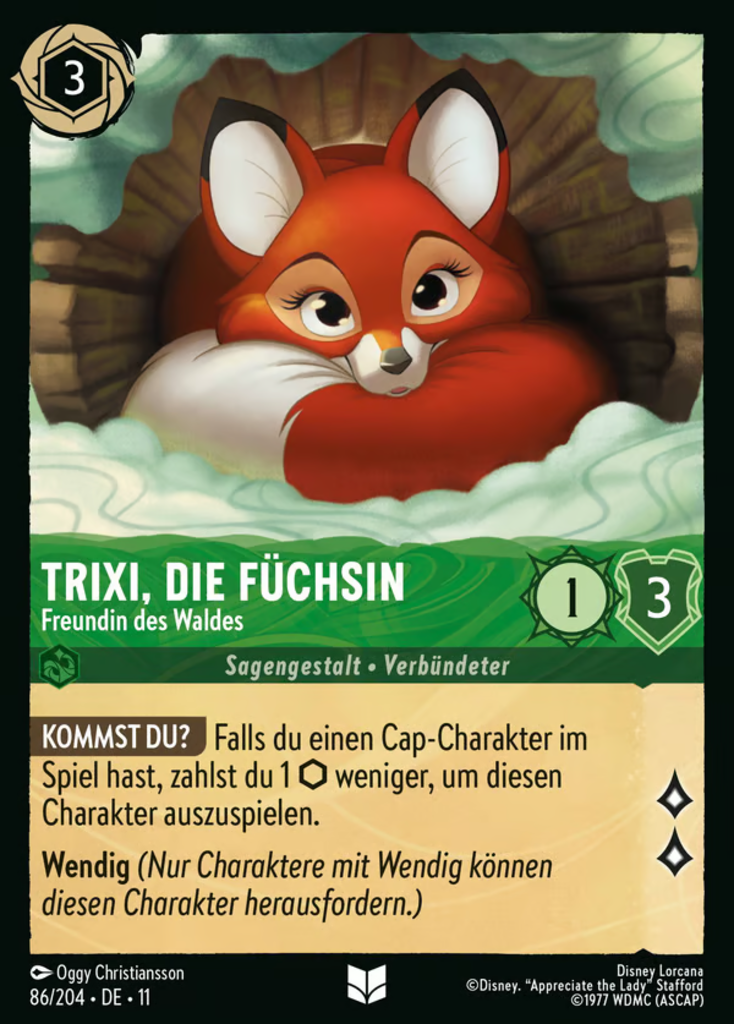 3
TRIXI, DIE FÜCHSIN
Freundin des Waldes
1
3
Sagengestalt • Verbündeter
KOMMST DU? Falls du einen Cap-Charakter im
Spiel hast, zahlst du 1 ⬡ weniger, um diesen
Charakter auszuspielen.
Wendig (Nur Charaktere mit Wendig können
diesen Charakter herausfordern.)
Oggy Christiansson
86/204 • DE • 11
Disney Lorcana
©Disney. “Appreciate the Lady” Stafford
©1977 WDMC (ASCAP)